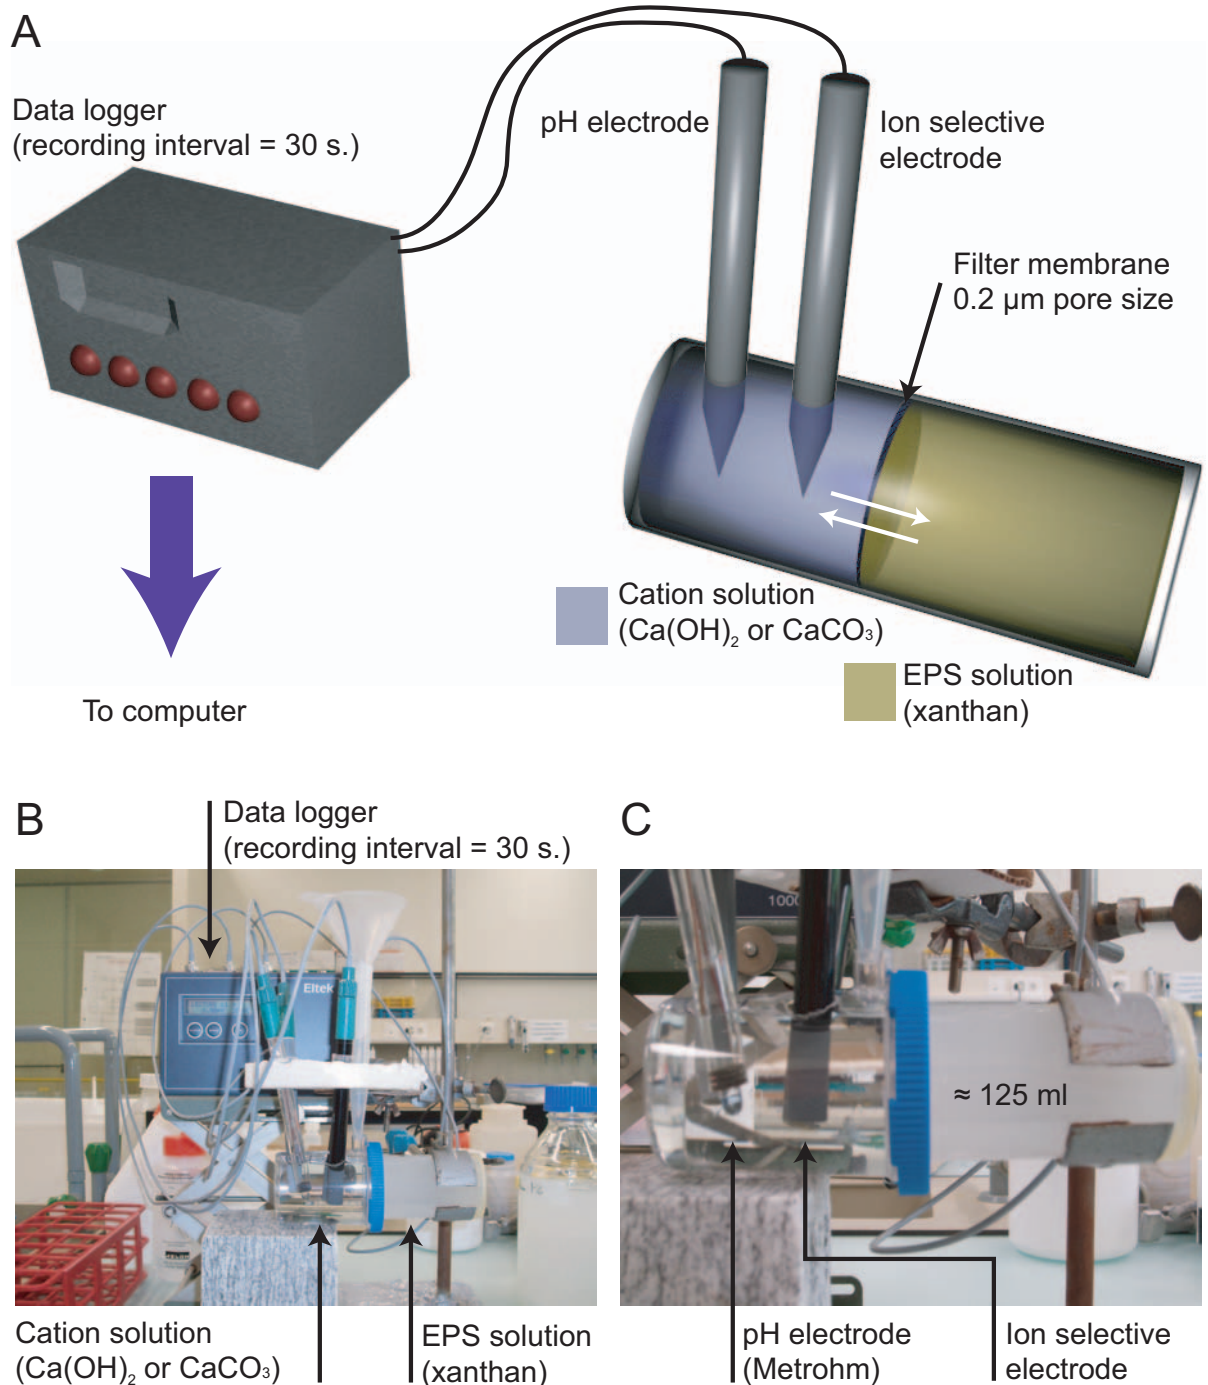 A
Data logger
(recording interval = 30 s.)
pH electrode
Ion selective
electrode
Filter membrane
0.2 µm pore size
Cation solution
(Ca(OH)₂ or CaCO₃)
EPS solution
(xanthan)
To computer
B
Data logger
(recording interval = 30 s.)
Eltek
Cation solution
(Ca(OH)₂ or CaCO₃)
EPS solution
(xanthan)
C
1000
≈ 125 ml
pH electrode
(Metrohm)
Ion selective
electrode